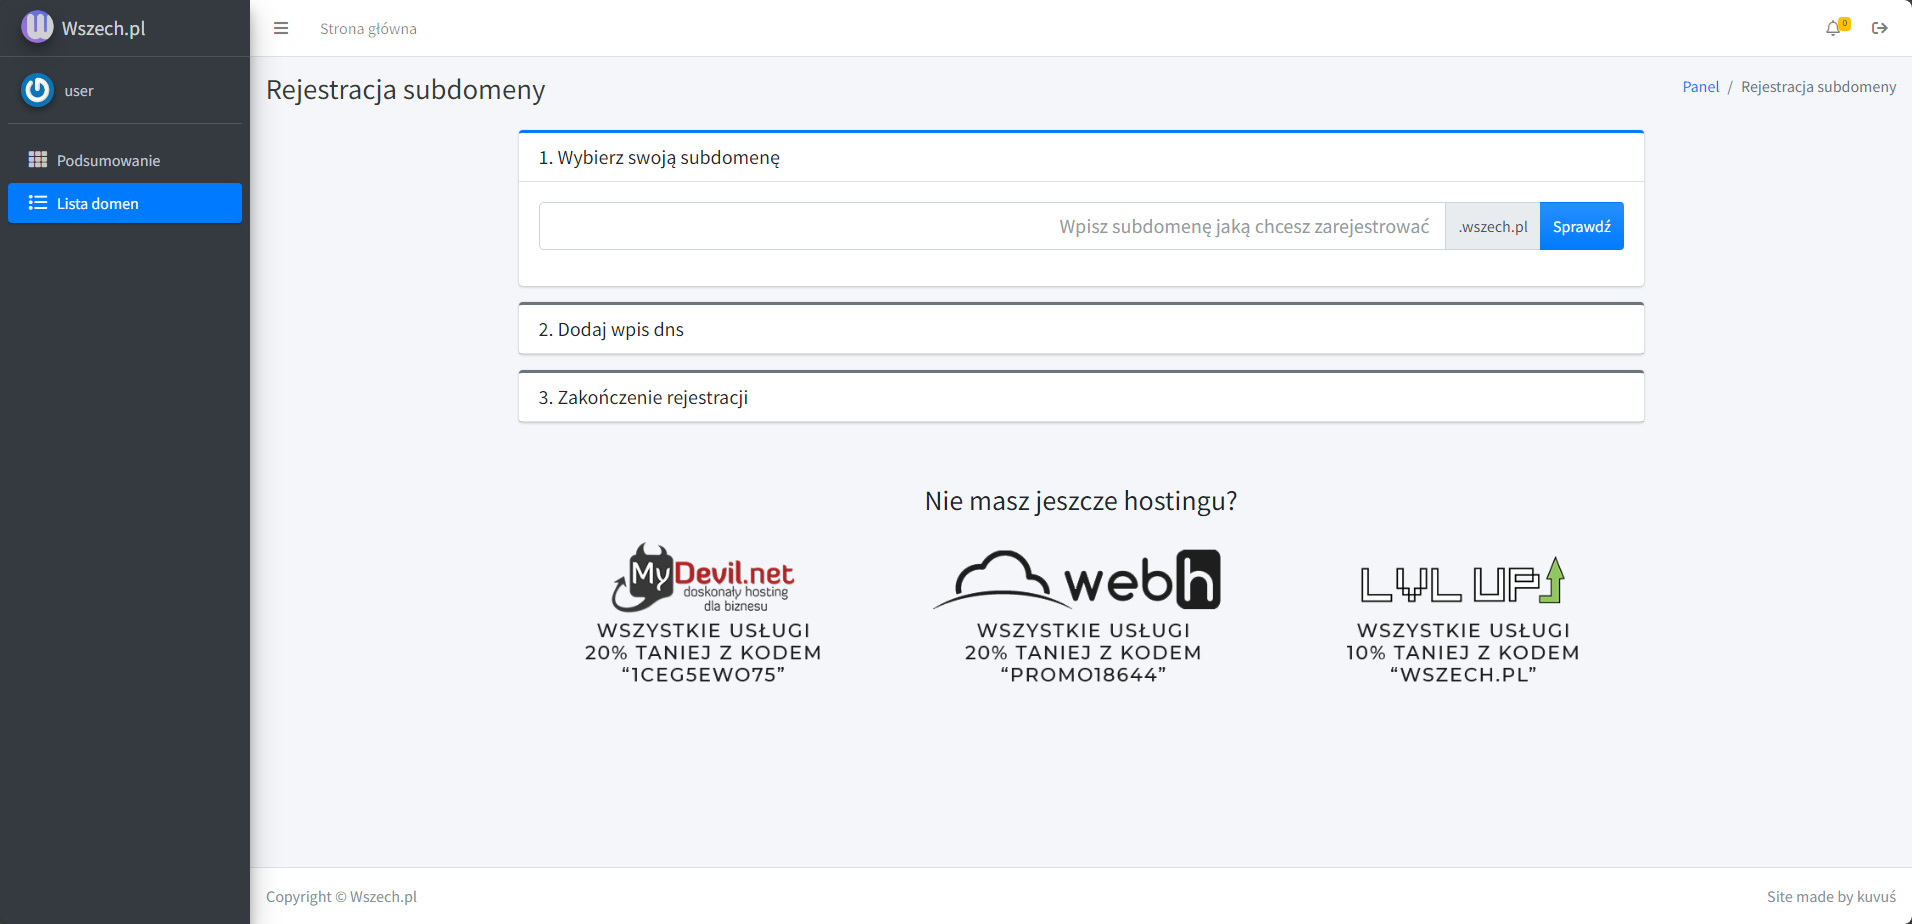 Wszech.pl
Strona główna
0
user
Podsumowanie
Lista domen
Rejestracja subdomeny
Panel / Rejestracja subdomeny
1. Wybierz swoją subdomenę
Wpisz subdomenę jaką chcesz zarejestrować .wszech.pl Sprawdź
2. Dodaj wpis dns
3. Zakończenie rejestracji
Nie masz jeszcze hostingu?
MyDevil.net
doskonały hosting
dla biznesu
WSZYSTKIE USŁUGI
20% TANIEJ Z KODEM
“1CEG5EWO75”
webh
WSZYSTKIE USŁUGI
20% TANIEJ Z KODEM
“PROMO18644”
LVL UP
WSZYSTKIE USŁUGI
10% TANIEJ Z KODEM
“WSZECH.PL”
Copyright © Wszech.pl
Site made by kuvuś